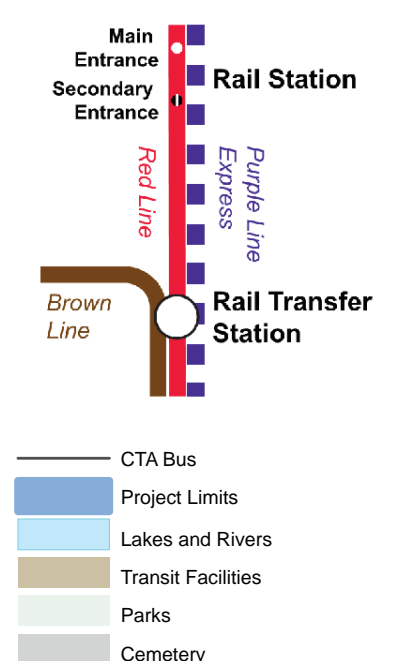 Main
Entrance
Rail Station
Secondary
Entrance
Red Line
Purple Line
Express
Brown
Line
Rail Transfer
Station
CTA Bus
Project Limits
Lakes and Rivers
Transit Facilities
Parks
Cemetery